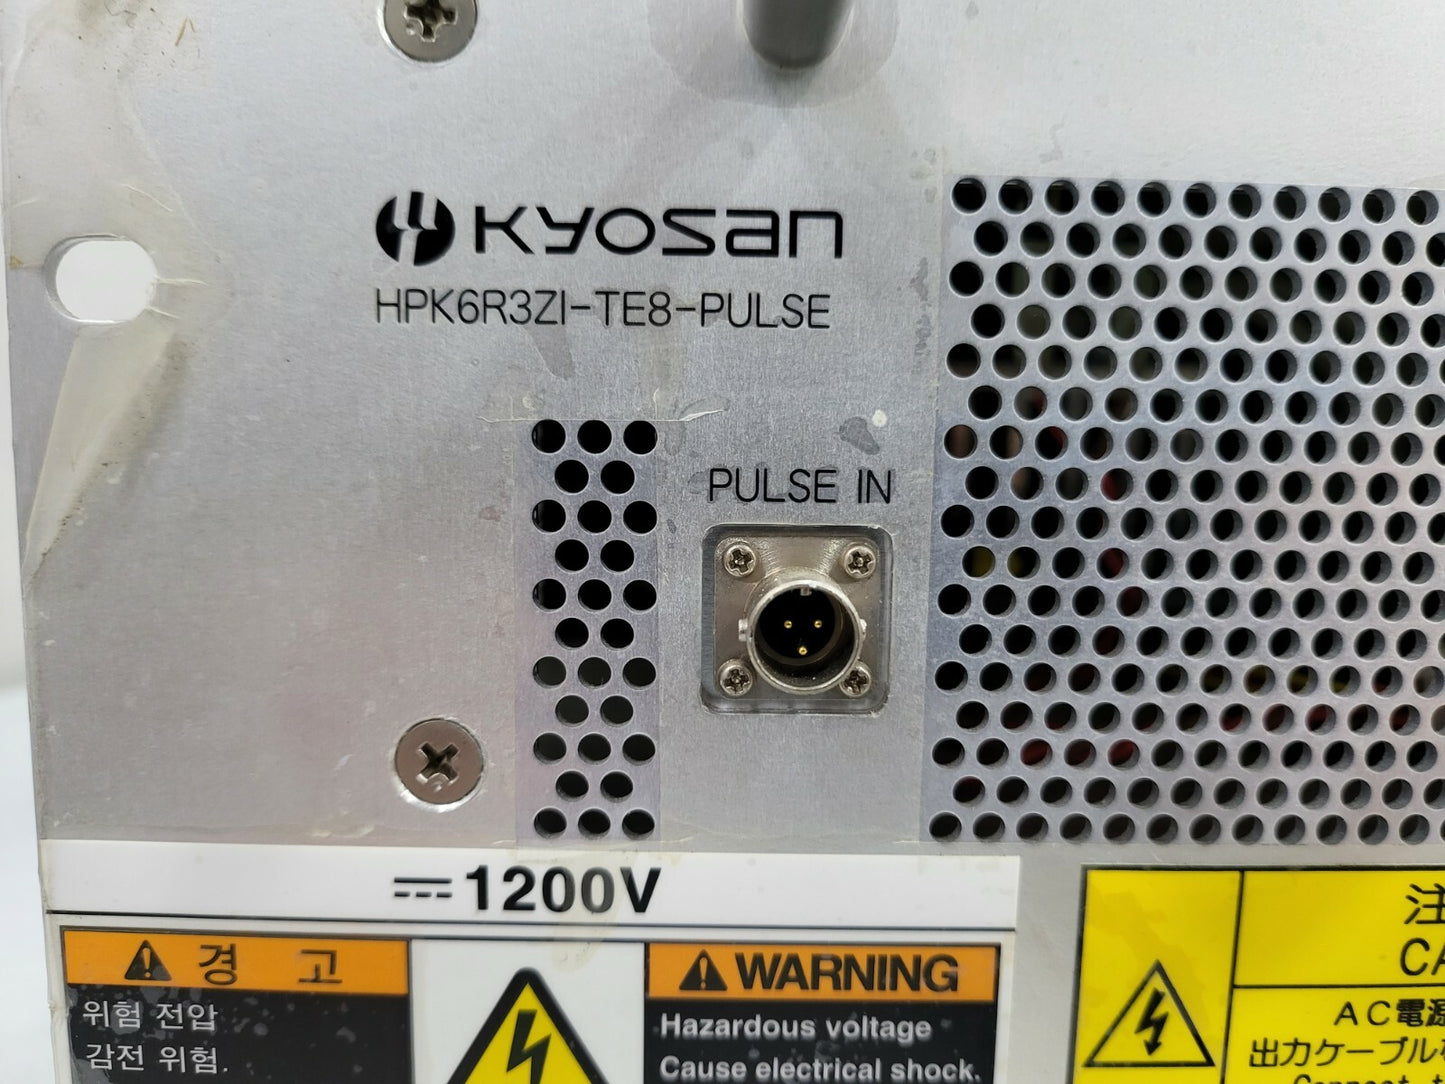 KYOSAN
HPK6R3ZI-TE8-PULSE
PULSE IN
⎓1200V
경 고
위험 전압
감전 위험.
WARNING
Hazardous voltage
Cause electrical shock.
注
CA
AC電源
出力ケーブル